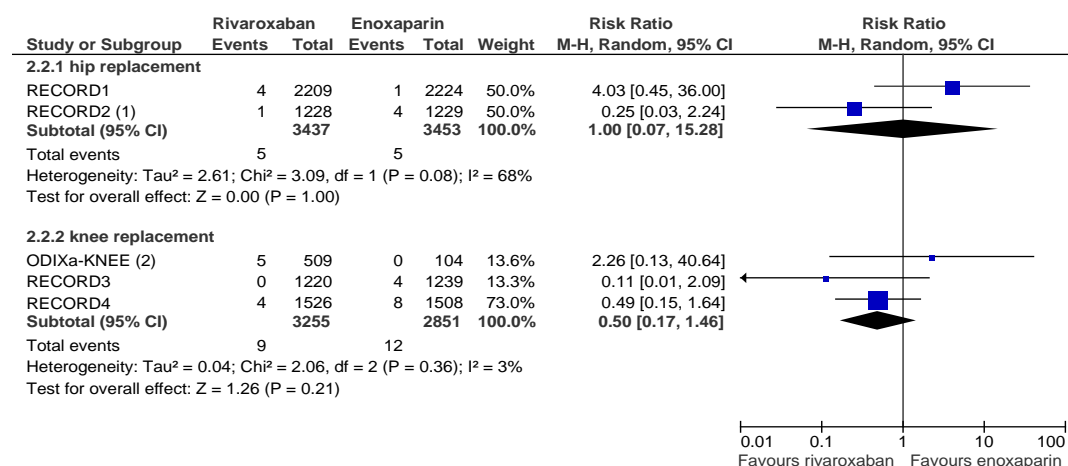 Rivaroxaban Enoxaparin Risk Ratio Risk Ratio
Study or Subgroup Events Total Events Total Weight M-H, Random, 95% CI M-H, Random, 95% CI
2.2.1 hip replacement
RECORD1 4 2209 1 2224 50.0% 4.03 [0.45, 36.00]
RECORD2 (1) 1 1228 4 1229 50.0% 0.25 [0.03, 2.24]
Subtotal (95% CI) 3437 3453 100.0% 1.00 [0.07, 15.28]
Total events 5 5
Heterogeneity: Tau² = 2.61; Chi² = 3.09, df = 1 (P = 0.08); I² = 68%
Test for overall effect: Z = 0.00 (P = 1.00)
2.2.2 knee replacement
ODIXa-KNEE (2) 5 509 0 104 13.6% 2.26 [0.13, 40.64]
RECORD3 0 1220 4 1239 13.3% 0.11 [0.01, 2.09]
RECORD4 4 1526 8 1508 73.0% 0.49 [0.15, 1.64]
Subtotal (95% CI) 3255 2851 100.0% 0.50 [0.17, 1.46]
Total events 9 12
Heterogeneity: Tau² = 0.04; Chi² = 2.06, df = 2 (P = 0.36); I² = 3%
Test for overall effect: Z = 1.26 (P = 0.21)
0.01 0.1 1 10 100
Favours rivaroxaban Favours enoxaparin